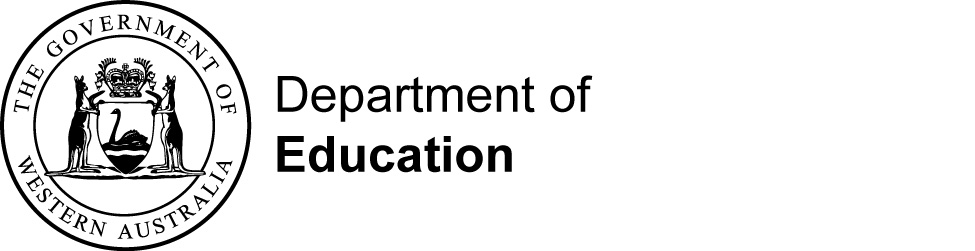 THE GOVERNMENT OF
WESTERN AUSTRALIA
Department of
Education